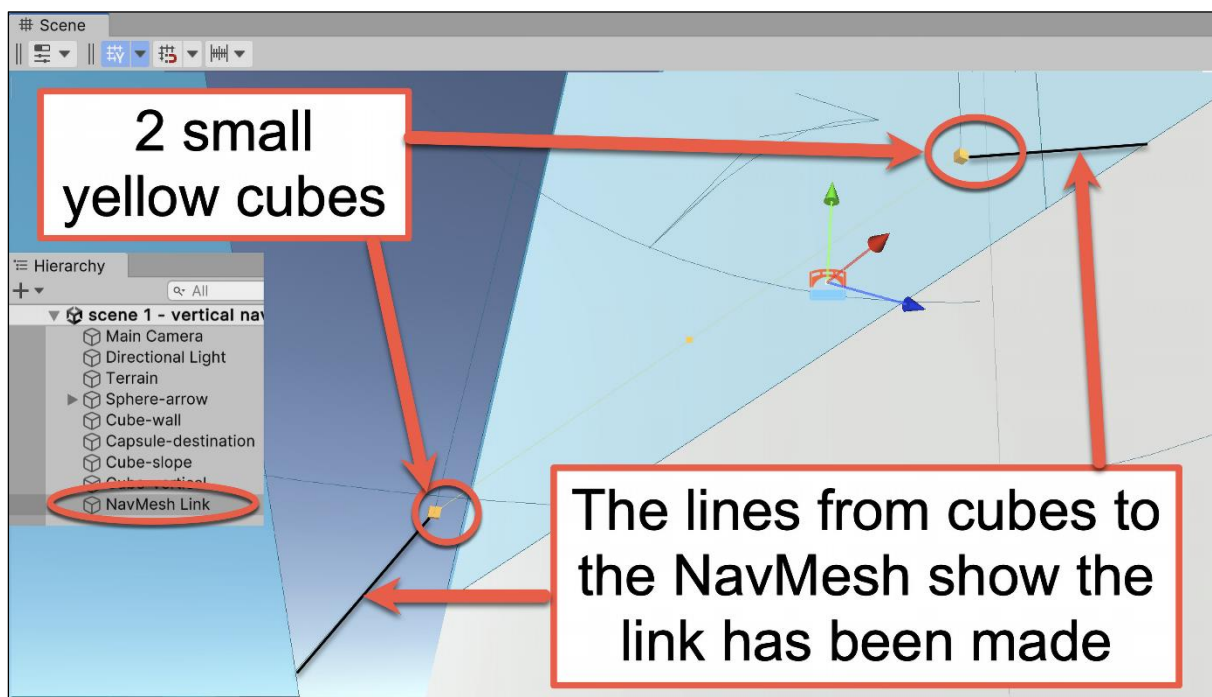 Scene
2 small
yellow cubes
Hierarchy
All
scene 1 - vertical nav
Main Camera
Directional Light
Terrain
Sphere-arrow
Cube-wall
Capsule-destination
Cube-slope
Cube-vertical
NavMesh Link
The lines from cubes to
the NavMesh show the
link has been made